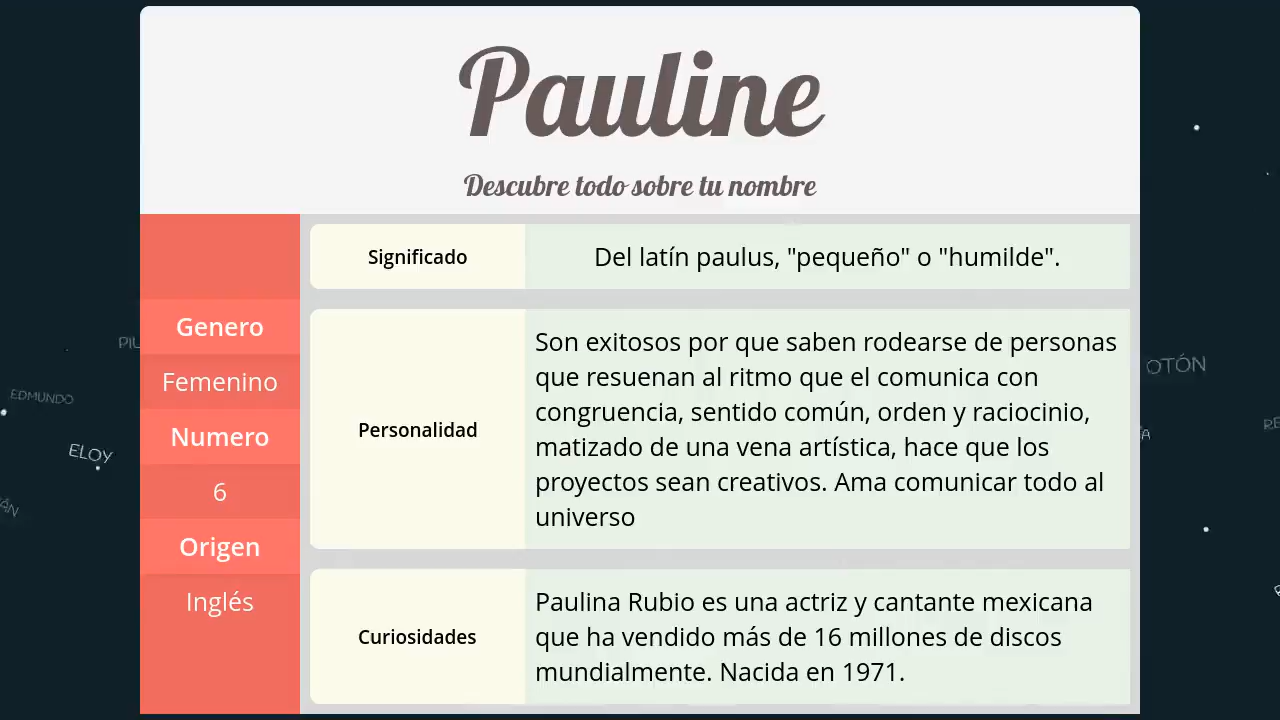 Pauline
Descubre todo sobre tu nombre
Genero
Femenino
Numero
6
Origen
Inglés
Significado
Del latín paulus, "pequeño" o "humilde".
Personalidad
Son exitosos por que saben rodearse de personas
que resuenan al ritmo que el comunica con
congruencia, sentido común, orden y raciocinio,
matizado de una vena artística, hace que los
proyectos sean creativos. Ama comunicar todo al
universo
Curiosidades
Paulina Rubio es una actriz y cantante mexicana
que ha vendido más de 16 millones de discos
mundialmente. Nacida en 1971.
EDMUNDO
ELOY
OTÓN